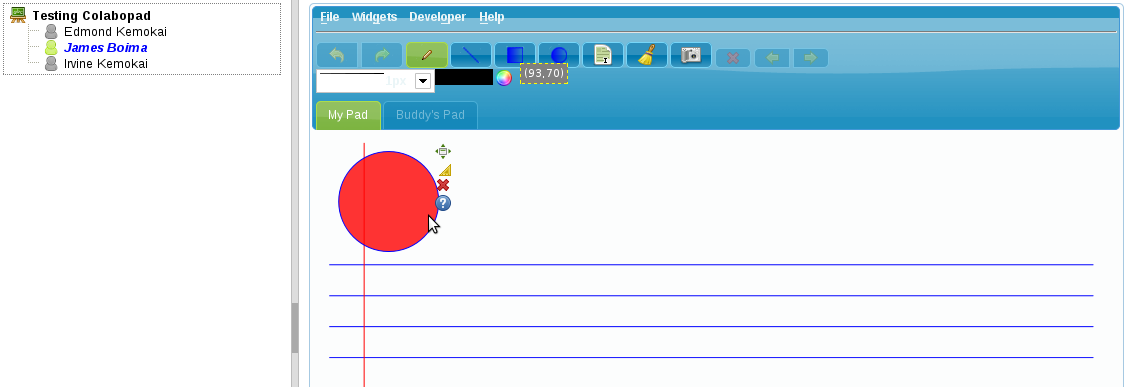 Testing Colabopad
Edmond Kemokai
James Boima
Irvine Kemokai
File Widgets Developer Help
1px
(93,70)
My Pad Buddy's Pad